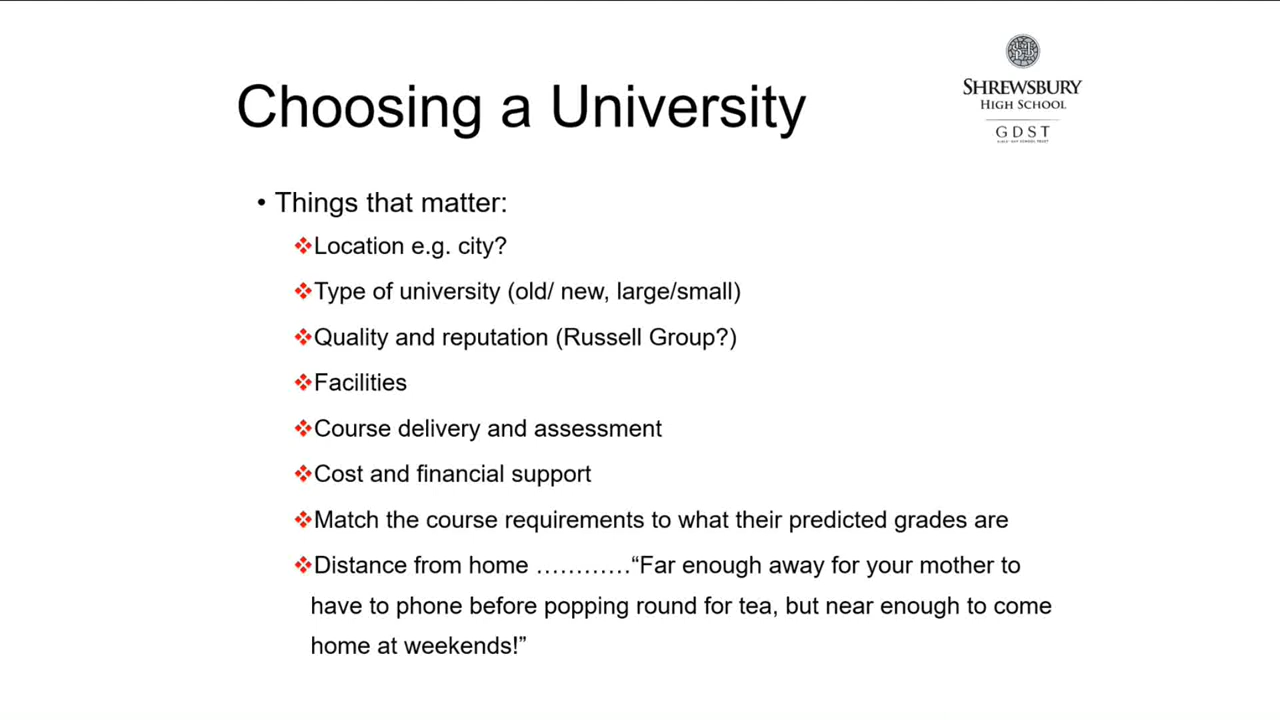 Choosing a University
SHREWSBURY
HIGH SCHOOL
GDST
• Things that matter:
❖Location e.g. city?
❖Type of university (old/ new, large/small)
❖Quality and reputation (Russell Group?)
❖Facilities
❖Course delivery and assessment
❖Cost and financial support
❖Match the course requirements to what their predicted grades are
❖Distance from home …………“Far enough away for your mother to
have to phone before popping round for tea, but near enough to come
home at weekends!”